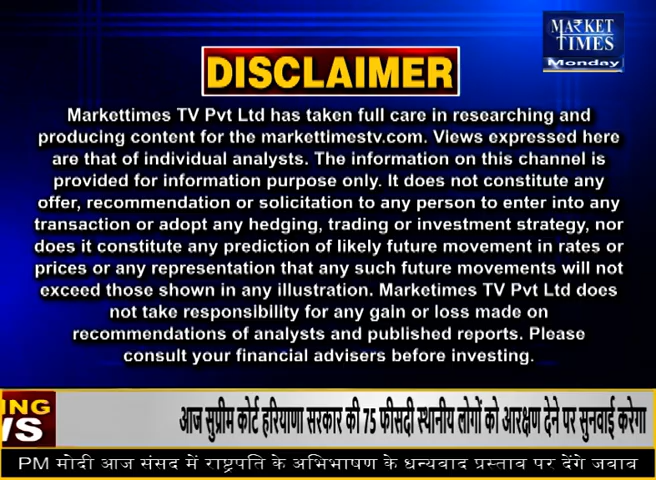 MARKET
TIMES
Monday
DISCLAIMER
Markettimes TV Pvt Ltd has taken full care in researching and
producing content for the markettimestv.com. Views expressed here
are that of individual analysts. The information on this channel is
provided for information purpose only. It does not constitute any
offer, recommendation or solicitation to any person to enter into any
transaction or adopt any hedging, trading or investment strategy, nor
does it constitute any prediction of likely future movement in rates or
prices or any representation that any such future movements will not
exceed those shown in any illustration. Marketimes TV Pvt Ltd does
not take responsibility for any gain or loss made on
recommendations of analysts and published reports. Please
consult your financial advisers before investing.
ING
WS
आज सुप्रीम कोर्ट हरियाणा सरकार की 75 फीसदी स्थानीय लोगों को आरक्षण देने पर सुनवाई करेगा
PM मोदी आज संसद में राष्ट्रपति के अभिभाषण के धन्यवाद प्रस्ताव पर देंगे जवाब